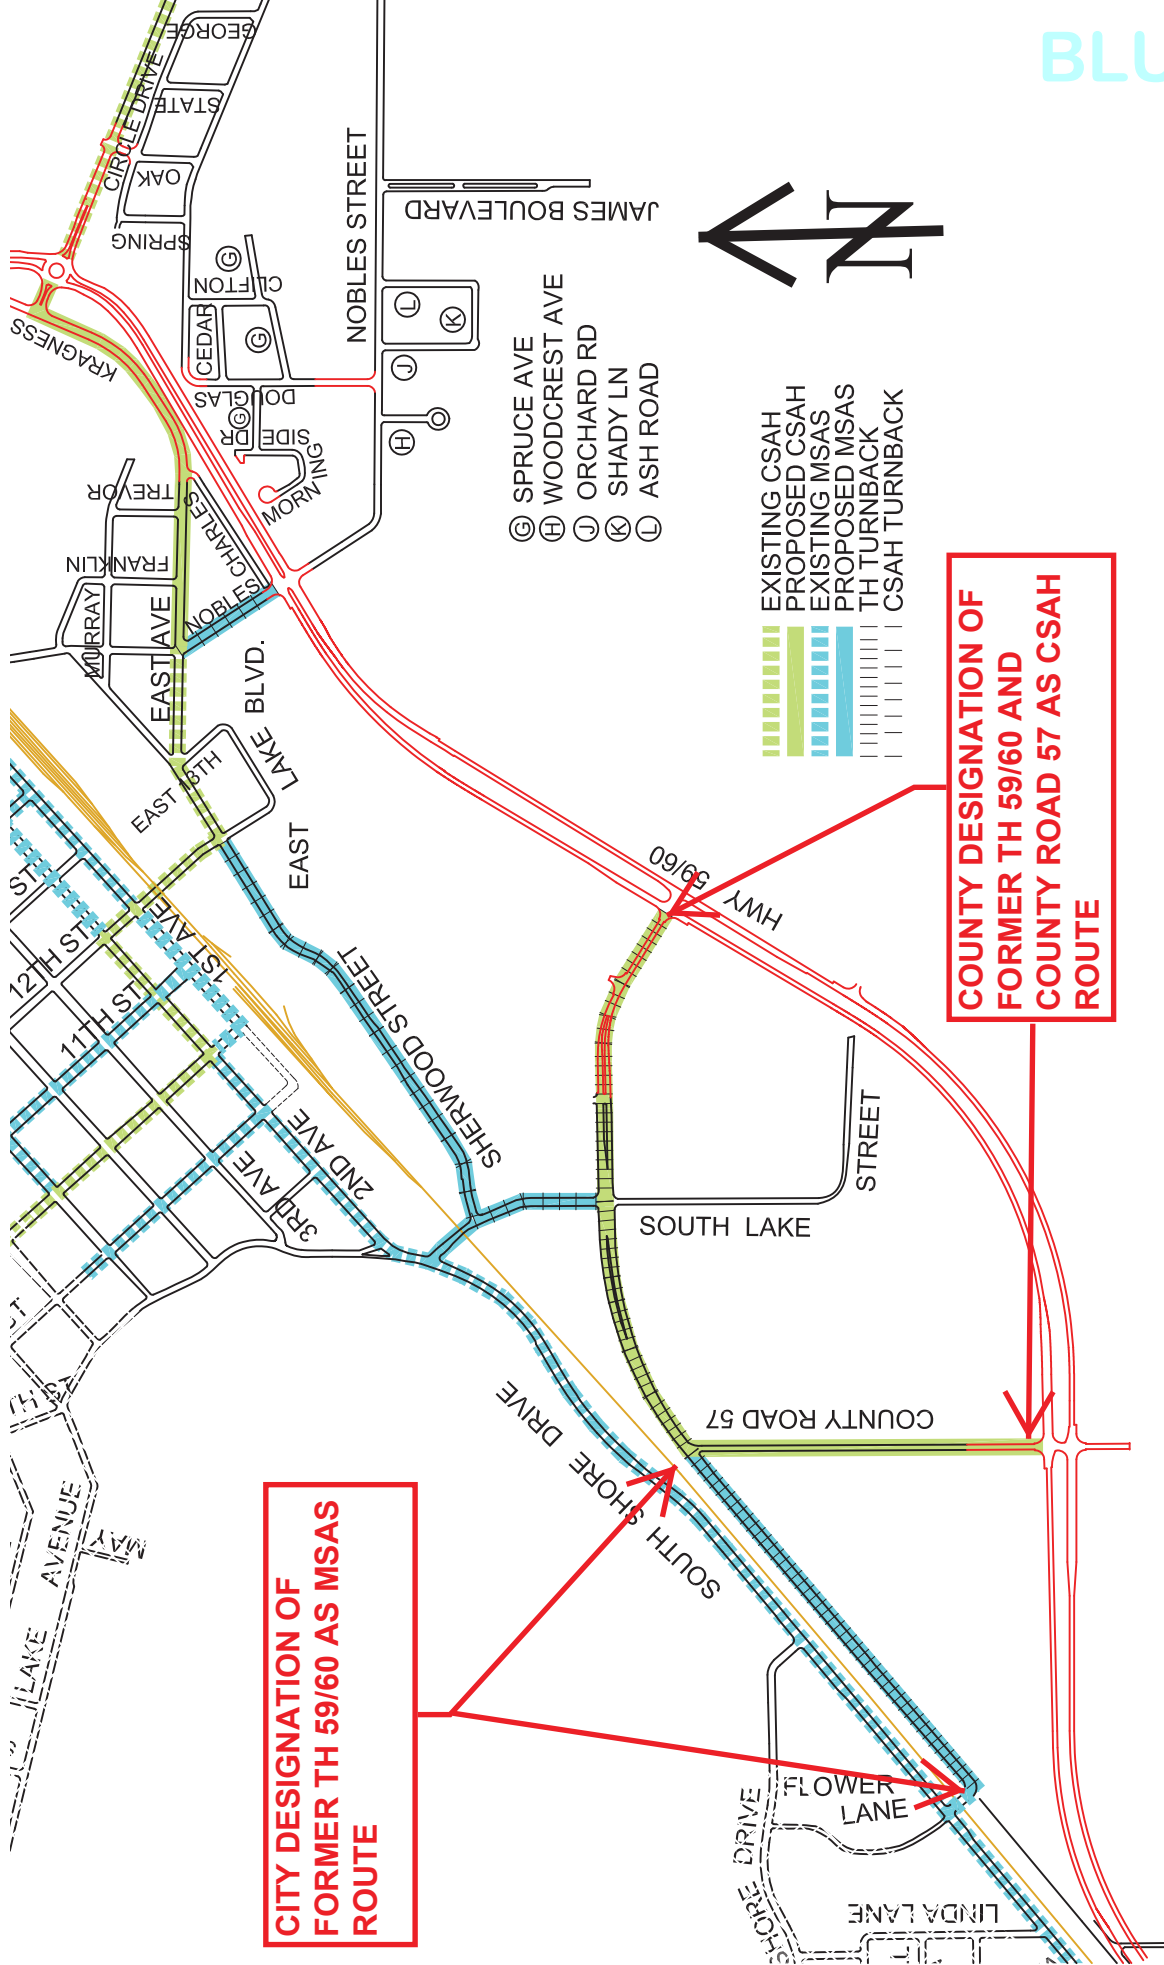 BLU
GEORGE
CIRCLE DRIVE
STATE
OAK
SPRING
KRAGNESS
CLIFTON
G
CEDAR
G
DOUGLAS
G
SIDE DR
MORNING
NOBLES STREET
JAMES BOULEVARD
L
K
J
H
TREVOR
CHARLES
FRANKLIN
NOBLES
MURRAY
EAST AVE
EAST 13TH
EAST LAKE BLVD.
N
G SPRUCE AVE
H WOODCREST AVE
J ORCHARD RD
K SHADY LN
L ASH ROAD
EXISTING CSAH
PROPOSED CSAH
EXISTING MSAS
PROPOSED MSAS
TH TURNBACK
CSAH TURNBACK
ST
12TH ST
11TH ST
1ST AVE
2ND AVE
3RD AVE
SHERWOOD STREET
HWY 59/60
SOUTH LAKE
STREET
COUNTY ROAD 57
SOUTH SHORE DRIVE
COUNTY DESIGNATION OF
FORMER TH 59/60 AND
COUNTY ROAD 57 AS CSAH
ROUTE
CITY DESIGNATION OF
FORMER TH 59/60 AS MSAS
ROUTE
LAKE AVENUE
MAY
FLOWER
LANE
SHORE DRIVE
LINDA LANE